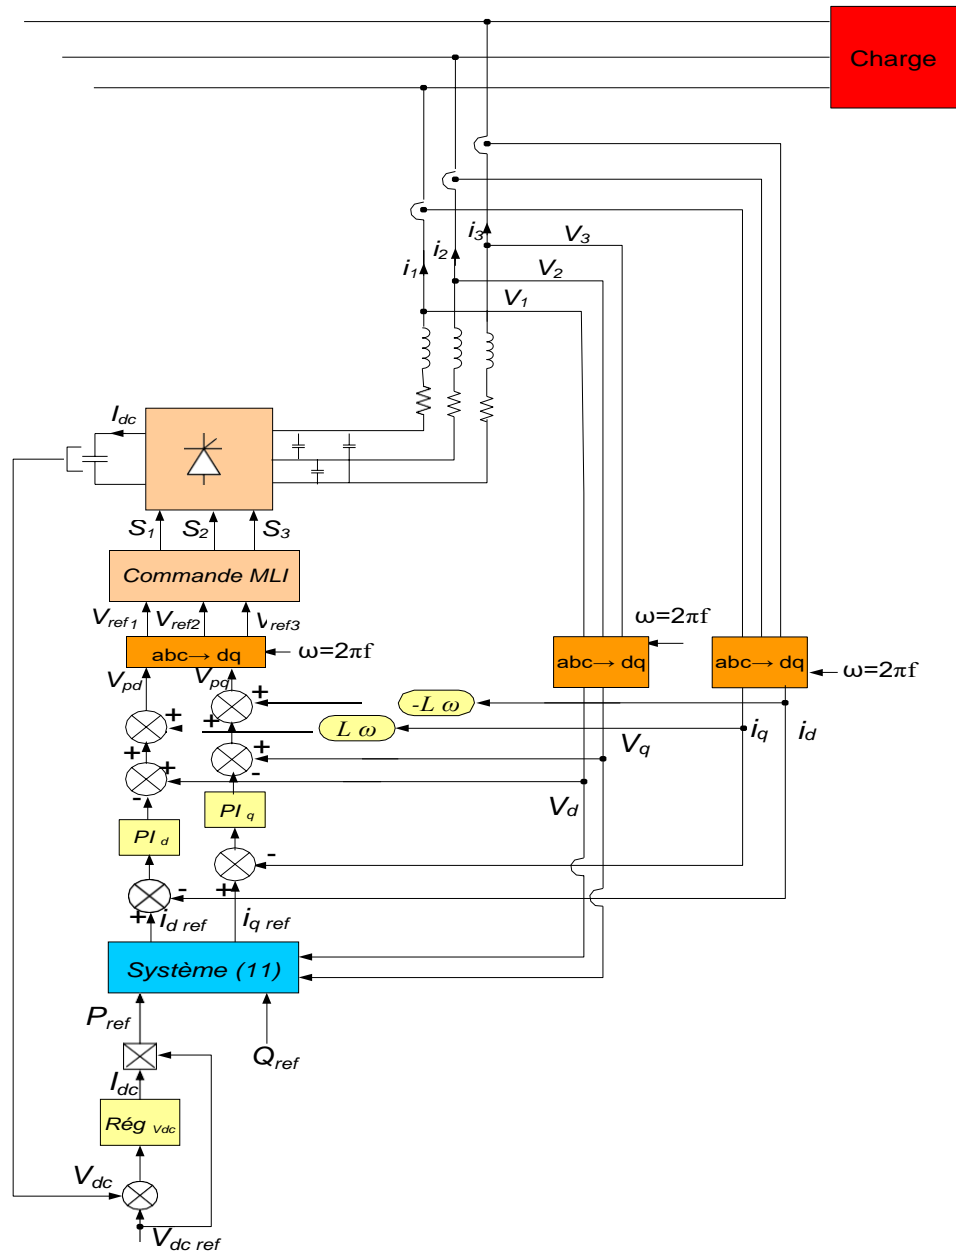 Charge
i3
V3
i2
V2
i1
V1
Idc
S1 S2 S3
Commande MLI
Vref1 Vref2 Vref3
abc→ dq
ω=2πf
abc→ dq
ω=2πf
abc→ dq
ω=2πf
Vpd
Vpq
+
-L ω
+
+
L ω
iq
id
+
+
+
Vq
-
-
Vd
PI d
PI q
-
+
-
+
id ref
iq ref
Système (11)
Pref
Qref
Idc
Rég Vdc
Vdc
Vdc ref